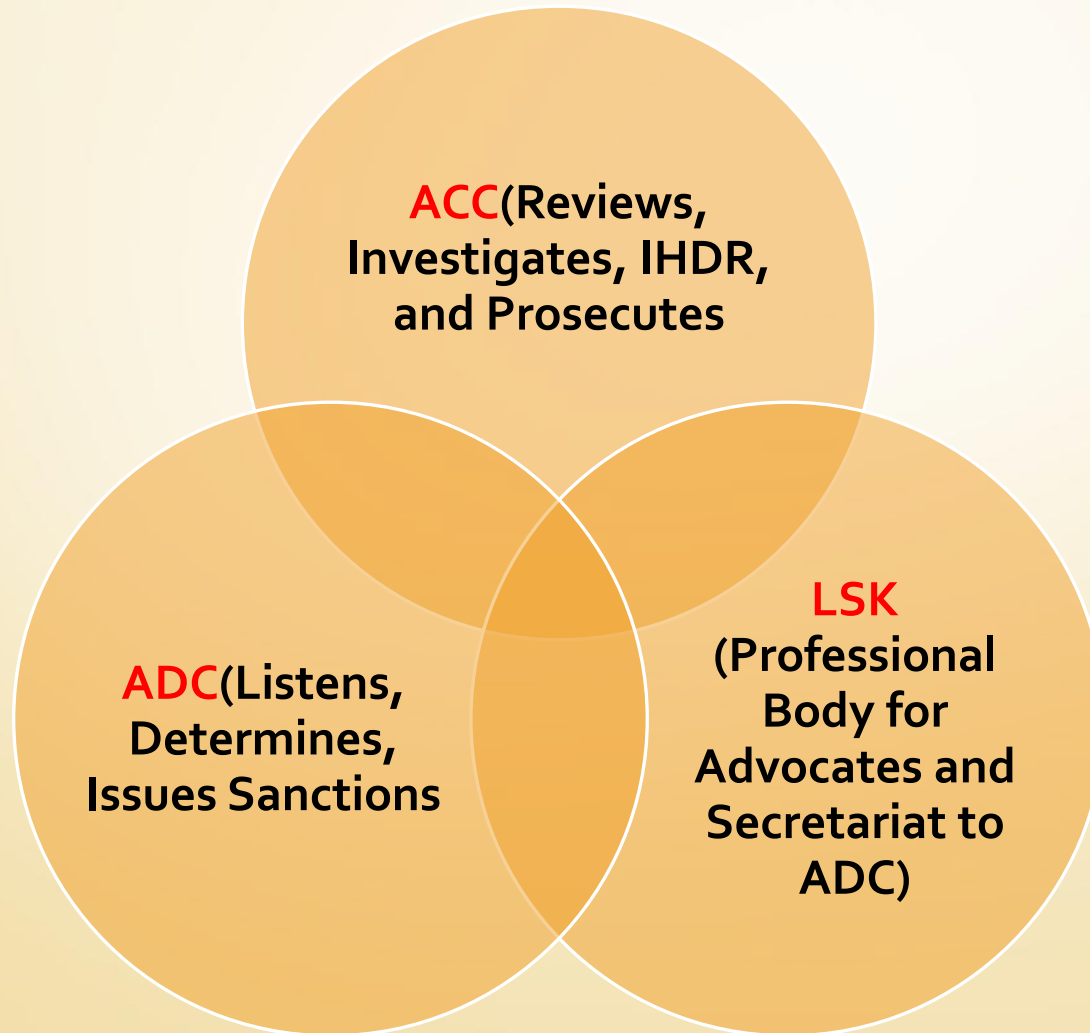 ACC(Reviews,
Investigates, IHDR,
and Prosecutes
ADC(Listens,
Determines,
Issues Sanctions
LSK
(Professional
Body for
Advocates and
Secretariat to
ADC)